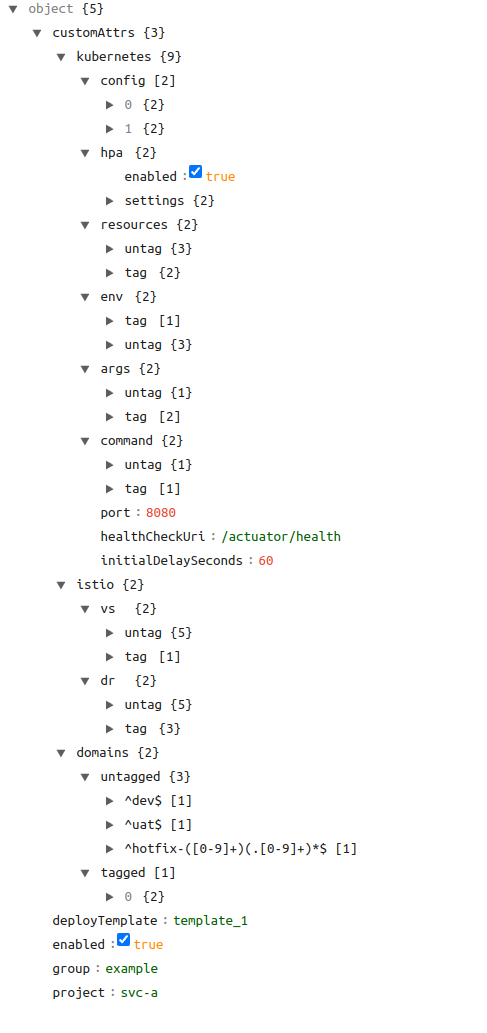 object {5}
customAttrs {3}
kubernetes {9}
config [2]
0 {2}
1 {2}
hpa {2}
enabled : true
settings {2}
resources {2}
untag {3}
tag {2}
env {2}
tag [1]
untag {3}
args {2}
untag {1}
tag [2]
command {2}
untag {1}
tag [1]
port : 8080
healthCheckUri : /actuator/health
initialDelaySeconds : 60
istio {2}
vs {2}
untag {5}
tag [1]
dr {2}
untag {5}
tag {3}
domains {2}
untagged {3}
^dev$ [1]
^uat$ [1]
^hotfix-([0-9]+)(.[0-9]+)*$ [1]
tagged [1]
0 {2}
deployTemplate : template_1
enabled : true
group : example
project : svc-a